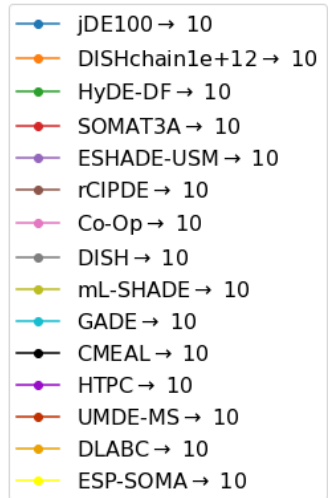 jDE100→ 10
DISHchain1e+12→ 10
HyDE-DF→ 10
SOMAT3A→ 10
ESHADE-USM→ 10
rCIPDE→ 10
Co-Op→ 10
DISH→ 10
mL-SHADE→ 10
GADE→ 10
CMEAL→ 10
HTPC→ 10
UMDE-MS→ 10
DLABC→ 10
ESP-SOMA→ 10